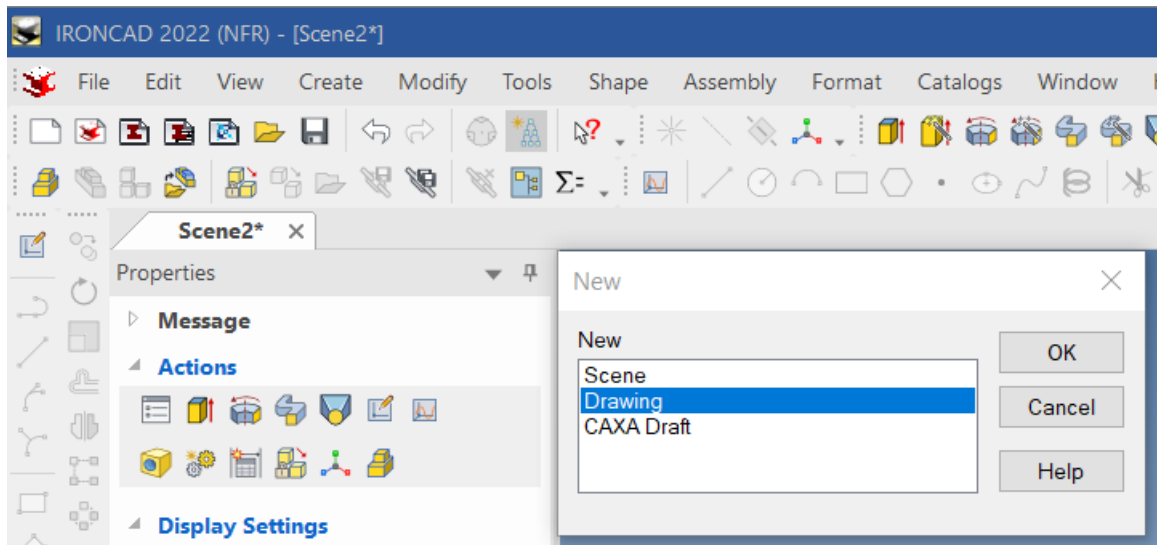 IRONCAD 2022 (NFR) - [Scene2*]
File Edit View Create Modify Tools Shape Assembly Format Catalogs Window
Σ=
Scene2*
Properties
Message
Actions
Display Settings
New
New
Scene
Drawing
CAXA Draft
OK
Cancel
Help